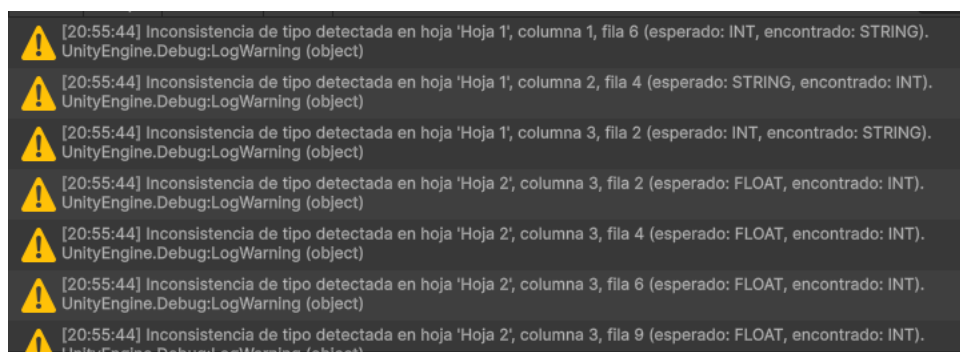 [20:55:44] Inconsistencia de tipo detectada en hoja 'Hoja 1', columna 1, fila 6 (esperado: INT, encontrado: STRING).
UnityEngine.Debug:LogWarning (object)
[20:55:44] Inconsistencia de tipo detectada en hoja 'Hoja 1', columna 2, fila 4 (esperado: STRING, encontrado: INT).
UnityEngine.Debug:LogWarning (object)
[20:55:44] Inconsistencia de tipo detectada en hoja 'Hoja 1', columna 3, fila 2 (esperado: INT, encontrado: STRING).
UnityEngine.Debug:LogWarning (object)
[20:55:44] Inconsistencia de tipo detectada en hoja 'Hoja 2', columna 3, fila 2 (esperado: FLOAT, encontrado: INT).
UnityEngine.Debug:LogWarning (object)
[20:55:44] Inconsistencia de tipo detectada en hoja 'Hoja 2', columna 3, fila 4 (esperado: FLOAT, encontrado: INT).
UnityEngine.Debug:LogWarning (object)
[20:55:44] Inconsistencia de tipo detectada en hoja 'Hoja 2', columna 3, fila 6 (esperado: FLOAT, encontrado: INT).
UnityEngine.Debug:LogWarning (object)
[20:55:44] Inconsistencia de tipo detectada en hoja 'Hoja 2', columna 3, fila 9 (esperado: FLOAT, encontrado: INT).